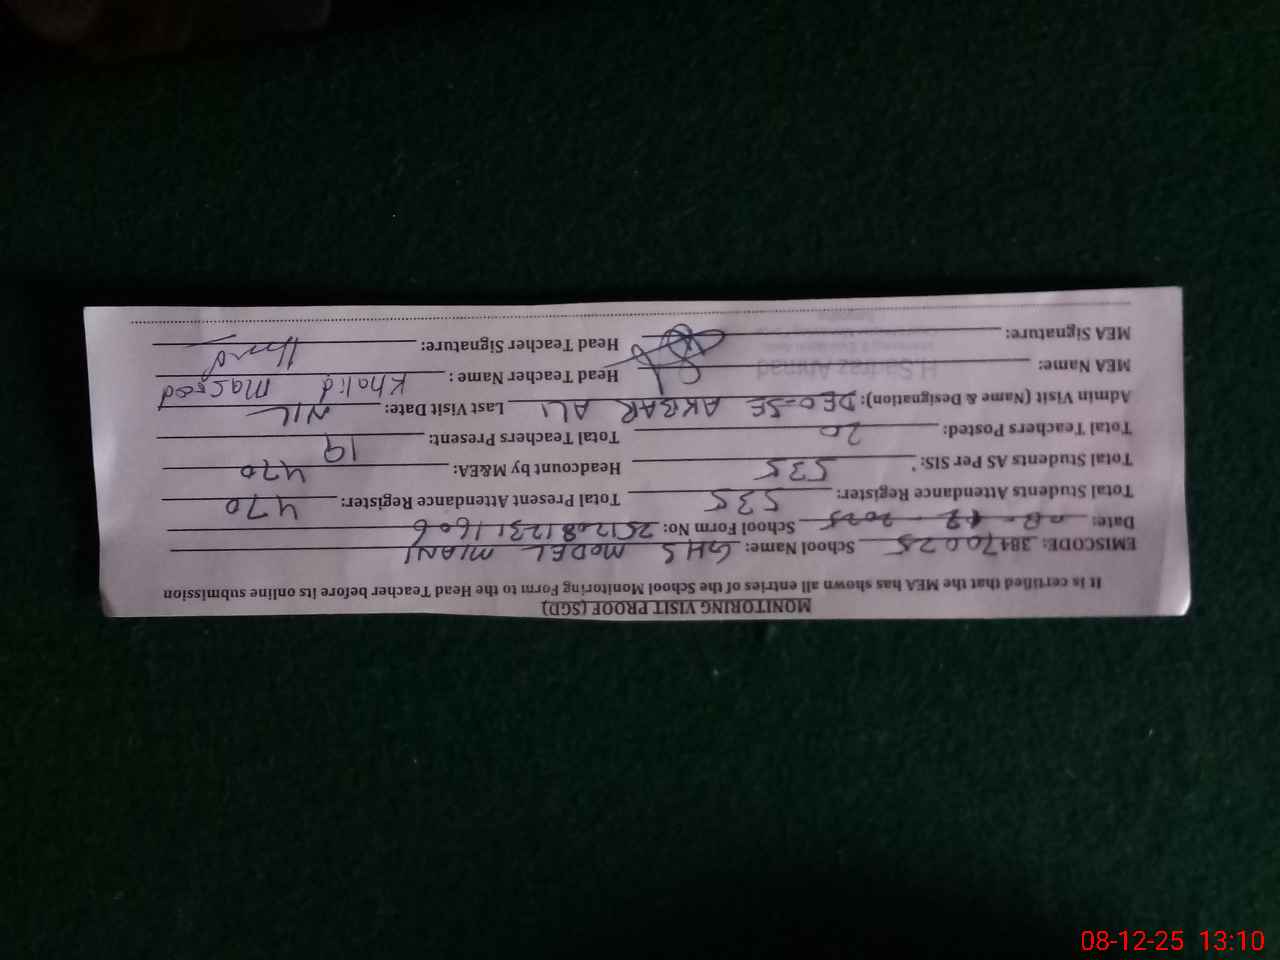 MONITORING VISIT PROOF (SGD)
It is certified that the MEA has shown all entries of the School Monitoring Form to the Head Teacher before its online submission
EMISCODE: 38470025 School Name: GHS MODEL MIANI
Date: 08-12-2025 School Form No: 25120812311606
Total Students Attendance Register: 535 Total Present Attendant Register: 470
Total Students AS Per SIS: 535 Headcount by M&EA: 470
Total Teachers Posted: 20 Total Teachers Present: 19
Admin Visit (Name & Designation): DEO-SE AKBAR ALI Last Visit Date: NIL
MEA Name: H.Safraz Ahmad Head Teacher Name: Khalid Masood
MEA Signature: Head Teacher Signature:
08-12-25 13:10